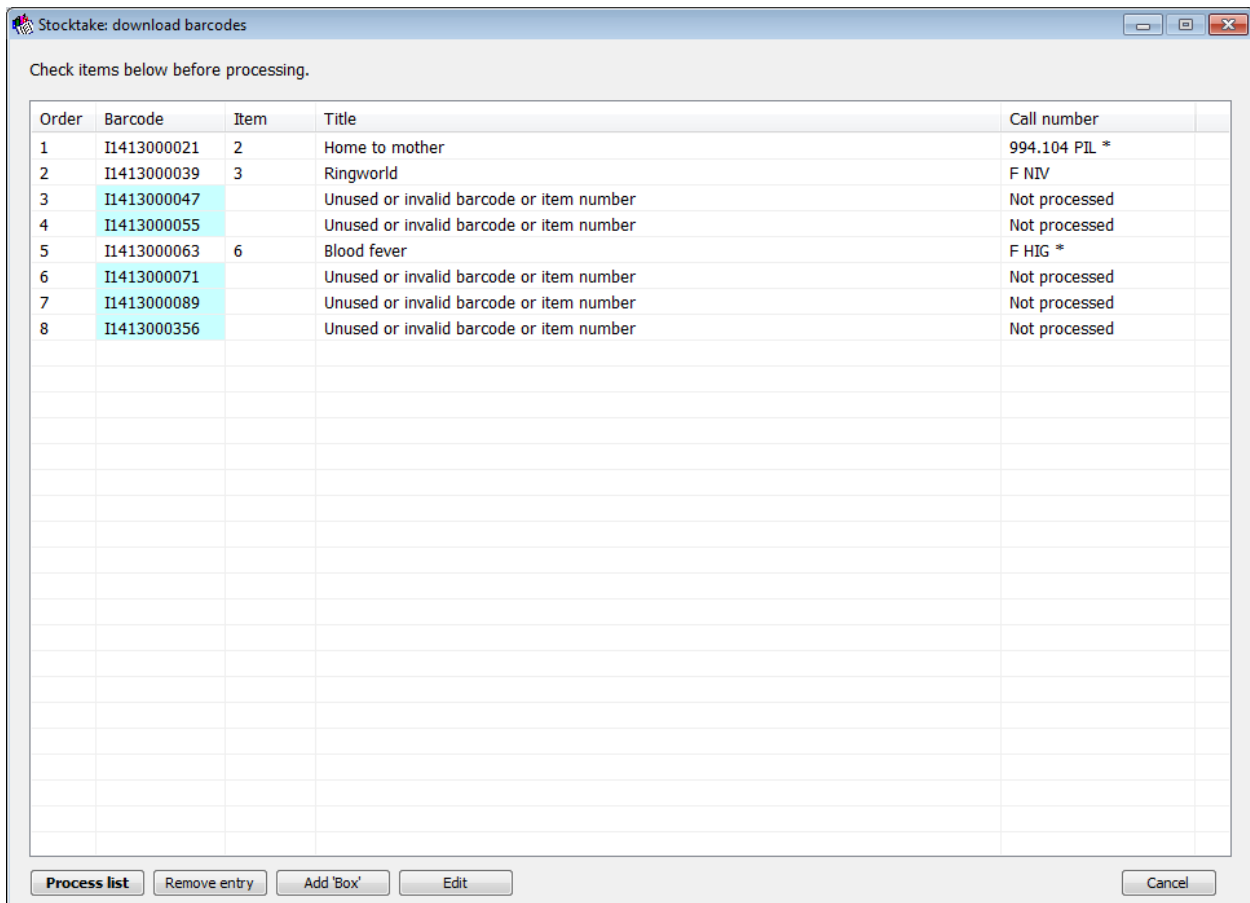 Stocktake: download barcodes
Check items below before processing.
Order Barcode Item Title Call number
1 I1413000021 2 Home to mother 994.104 PIL *
2 I1413000039 3 Ringworld F NIV
3 I1413000047 Unused or invalid barcode or item number Not processed
4 I1413000055 Unused or invalid barcode or item number Not processed
5 I1413000063 6 Blood fever F HIG *
6 I1413000071 Unused or invalid barcode or item number Not processed
7 I1413000089 Unused or invalid barcode or item number Not processed
8 I1413000356 Unused or invalid barcode or item number Not processed
Process list Remove entry Add 'Box' Edit Cancel